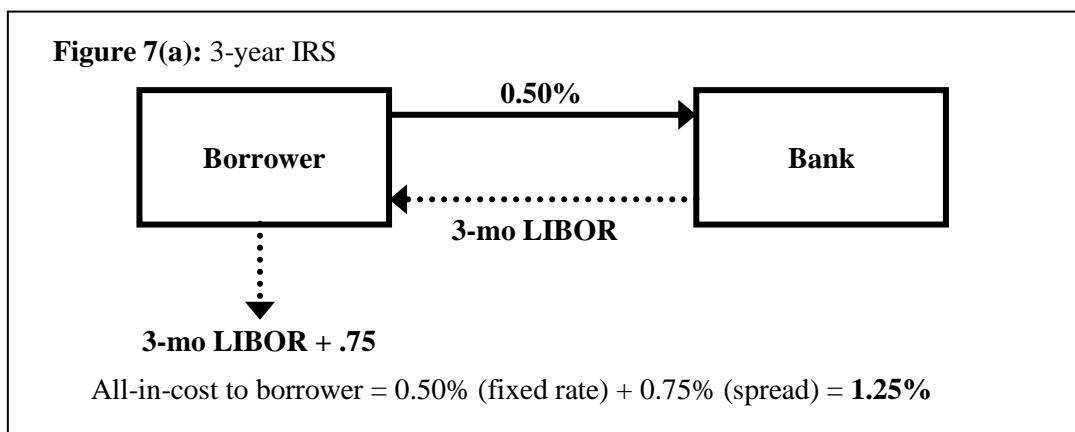 Figure 7(a): 3-year IRS
0.50%
Borrower
Bank
3-mo LIBOR
3-mo LIBOR + .75
All-in-cost to borrower = 0.50% (fixed rate) + 0.75% (spread) = 1.25%